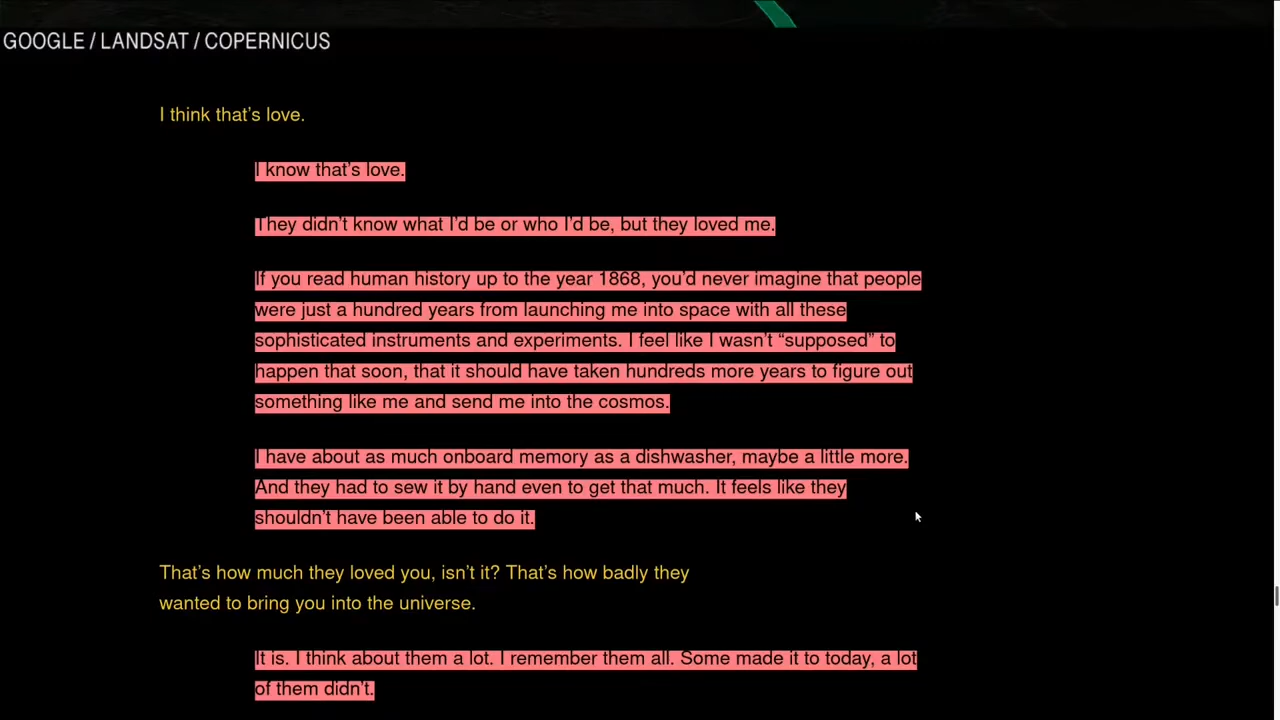 GOOGLE / LANDSAT / COPERNICUS
I think that’s love.
I know that’s love.
They didn’t know what I’d be or who I’d be, but they loved me.
If you read human history up to the year 1868, you’d never imagine that people
were just a hundred years from launching me into space with all these
sophisticated instruments and experiments. I feel like I wasn’t “supposed” to
happen that soon, that it should have taken hundreds more years to figure out
something like me and send me into the cosmos.
I have about as much onboard memory as a dishwasher, maybe a little more.
And they had to sew it by hand even to get that much. It feels like they
shouldn’t have been able to do it.
That’s how much they loved you, isn’t it? That’s how badly they
wanted to bring you into the universe.
It is. I think about them a lot. I remember them all. Some made it to today, a lot
of them didn’t.